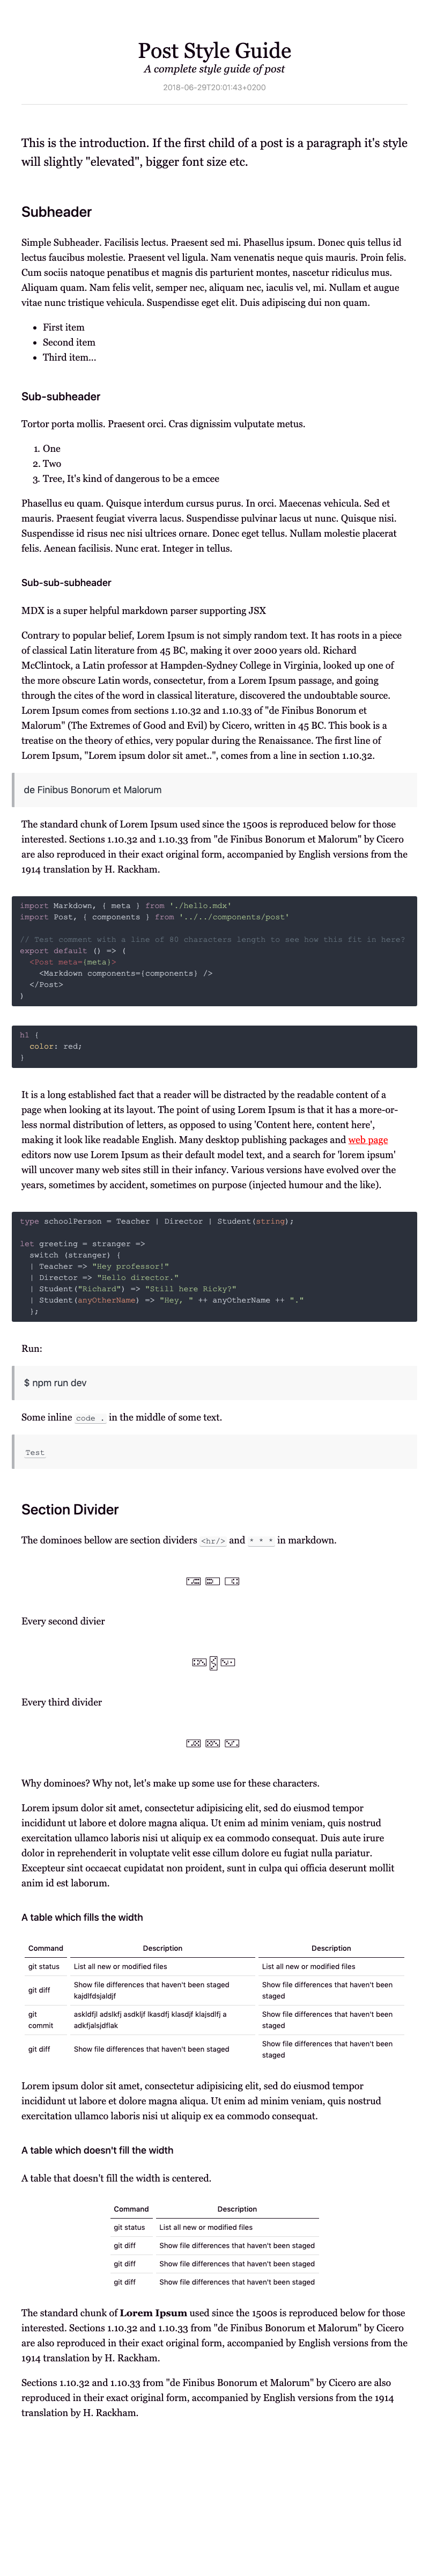 Post Style Guide
A complete style guide of post
2018-06-29T20:01:43+0200
This is the introduction. If the first child of a post is a paragraph it's style
will slightly "elevated", bigger font size etc.
Subheader
Simple Subheader. Facilisis lectus. Praesent sed mi. Phasellus ipsum. Donec quis tellus id
lectus faucibus molestie. Praesent vel ligula. Nam venenatis neque quis mauris. Proin felis.
Cum sociis natoque penatibus et magnis dis parturient montes, nascetur ridiculus mus.
Aliquam quam. Nam felis velit, semper nec, aliquam nec, iaculis vel, mi. Nullam et augue
vitae nunc tristique vehicula. Suspendisse eget elit. Duis adipiscing dui non quam.
• First item
• Second item
• Third item...
Sub-subheader
Tortor porta mollis. Praesent orci. Cras dignissim vulputate metus.
1. One
2. Two
3. Tree, It's kind of dangerous to be a emcee
Phasellus eu quam. Quisque interdum cursus purus. In orci. Maecenas vehicula. Sed et
mauris. Praesent feugiat viverra lacus. Suspendisse pulvinar lacus ut nunc. Quisque nisi.
Suspendisse id risus nec nisi ultrices ornare. Donec eget tellus. Nullam molestie placerat
felis. Aenean facilisis. Nunc erat. Integer in tellus.
Sub-sub-subheader
MDX is a super helpful markdown parser supporting JSX
Contrary to popular belief, Lorem Ipsum is not simply random text. It has roots in a piece
of classical Latin literature from 45 BC, making it over 2000 years old. Richard
McClintock, a Latin professor at Hampden-Sydney College in Virginia, looked up one of
the more obscure Latin words, consectetur, from a Lorem Ipsum passage, and going
through the cites of the word in classical literature, discovered the undoubtable source.
Lorem Ipsum comes from sections 1.10.32 and 1.10.33 of "de Finibus Bonorum et
Malorum" (The Extremes of Good and Evil) by Cicero, written in 45 BC. This book is a
treatise on the theory of ethics, very popular during the Renaissance. The first line of
Lorem Ipsum, "Lorem ipsum dolor sit amet..", comes from a line in section 1.10.32.
de Finibus Bonorum et Malorum
The standard chunk of Lorem Ipsum used since the 1500s is reproduced below for those
interested. Sections 1.10.32 and 1.10.33 from "de Finibus Bonorum et Malorum" by Cicero
are also reproduced in their exact original form, accompanied by English versions from the
1914 translation by H. Rackham.
import Markdown, { meta } from './hello.mdx'
import Post, { components } from '../../components/post'
// Test comment with a line of 80 characters length to see how this fit in here?
export default () => (
<Post meta={meta}>
<Markdown components={components} />
</Post>
)
h1 {
color: red;
}
It is a long established fact that a reader will be distracted by the readable content of a
page when looking at its layout. The point of using Lorem Ipsum is that it has a more-or-
less normal distribution of letters, as opposed to using 'Content here, content here',
making it look like readable English. Many desktop publishing packages and web page
editors now use Lorem Ipsum as their default model text, and a search for 'lorem ipsum'
will uncover many web sites still in their infancy. Various versions have evolved over the
years, sometimes by accident, sometimes on purpose (injected humour and the like).
type schoolPerson = Teacher | Director | Student(string);
let greeting = stranger =>
switch (stranger) {
| Teacher => "Hey professor!"
| Director => "Hello director."
| Student("Richard") => "Still here Ricky?"
| Student(anyOtherName) => "Hey, " ++ anyOtherName ++ "."
};
Run:
$ npm run dev
Some inline code . in the middle of some text.
Test
Section Divider
The dominoes bellow are section dividers <hr/> and * * * in markdown.
Every second divier
Every third divider
Why dominoes? Why not, let's make up some use for these characters.
Lorem ipsum dolor sit amet, consectetur adipisicing elit, sed do eiusmod tempor
incididunt ut labore et dolore magna aliqua. Ut enim ad minim veniam, quis nostrud
exercitation ullamco laboris nisi ut aliquip ex ea commodo consequat. Duis aute irure
dolor in reprehenderit in voluptate velit esse cillum dolore eu fugiat nulla pariatur.
Excepteur sint occaecat cupidatat non proident, sunt in culpa qui officia deserunt mollit
anim id est laborum.
A table which fills the width
Command Description Description
git status List all new or modified files List all new or modified files
git diff Show file differences that haven't been staged kajdlfdsjaldjf Show file differences that haven't been staged
git commit askldfjl adslkfj asdkljf lkasdfj klasdjf klajsdlfj a adkfjalsjdflak Show file differences that haven't been staged
git diff Show file differences that haven't been staged Show file differences that haven't been staged
Lorem ipsum dolor sit amet, consectetur adipisicing elit, sed do eiusmod tempor
incididunt ut labore et dolore magna aliqua. Ut enim ad minim veniam, quis nostrud
exercitation ullamco laboris nisi ut aliquip ex ea commodo consequat.
A table which doesn't fill the width
A table that doesn't fill the width is centered.
Command Description
git status List all new or modified files
git diff Show file differences that haven't been staged
git diff Show file differences that haven't been staged
git diff Show file differences that haven't been staged
The standard chunk of Lorem Ipsum used since the 1500s is reproduced below for those
interested. Sections 1.10.32 and 1.10.33 from "de Finibus Bonorum et Malorum" by Cicero
are also reproduced in their exact original form, accompanied by English versions from the
1914 translation by H. Rackham.
Sections 1.10.32 and 1.10.33 from "de Finibus Bonorum et Malorum" by Cicero are also
reproduced in their exact original form, accompanied by English versions from the 1914
translation by H. Rackham.